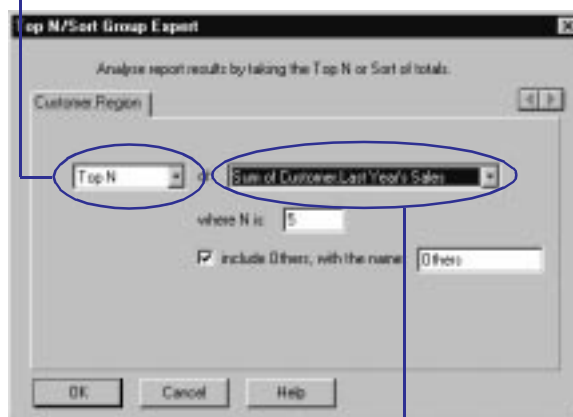 Top N/Sort Group Expert
Analyse report results by taking the Top N or Sort of totals.
Customer.Region
Top N of Sum of Customer.Last Year's Sales
where N is: 5
include Others, with the name: Others
OK Cancel Help